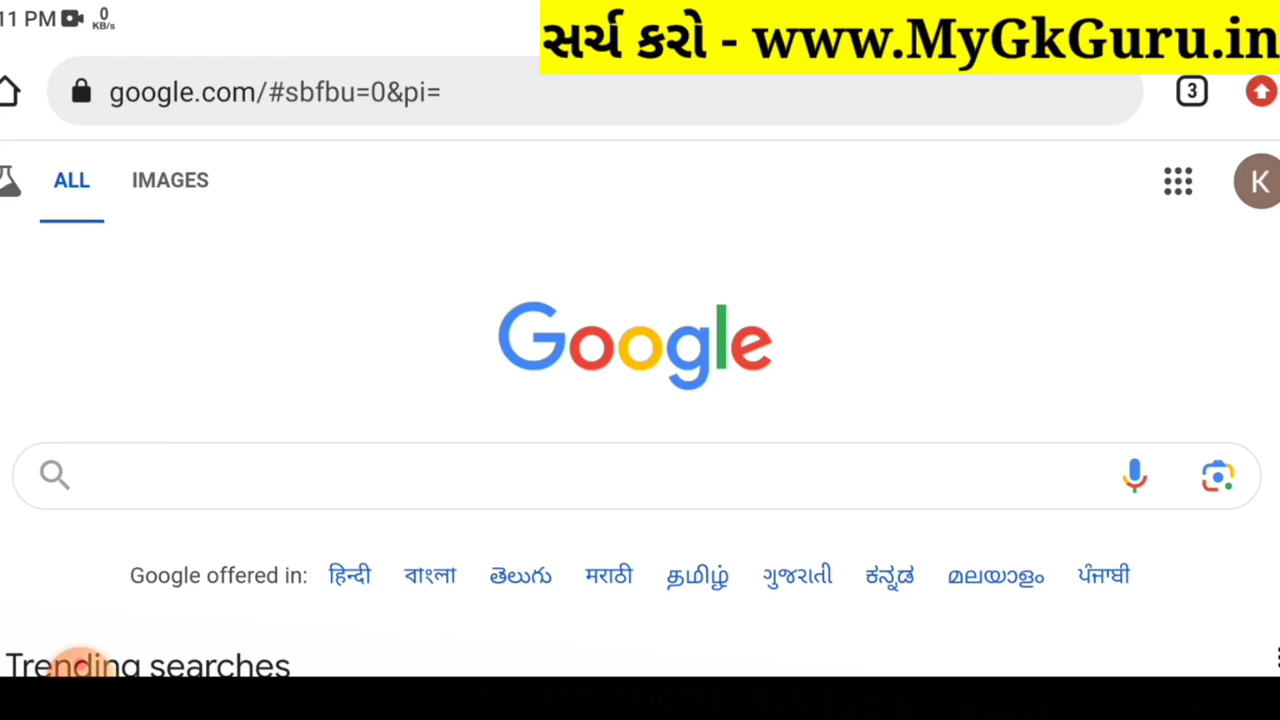 11 PM 0 KB/s
સર્ચ કરો - www.MyGkGuru.in
google.com/#sbfbu=0&pi=
3
ALL IMAGES
K
Google
Google offered in: हिन्दी বাংলা తెలుగు मराठी தமிழ் ગુજરાતી ಕನ್ನಡ മലയാളം ਪੰਜਾਬੀ
Trending searches